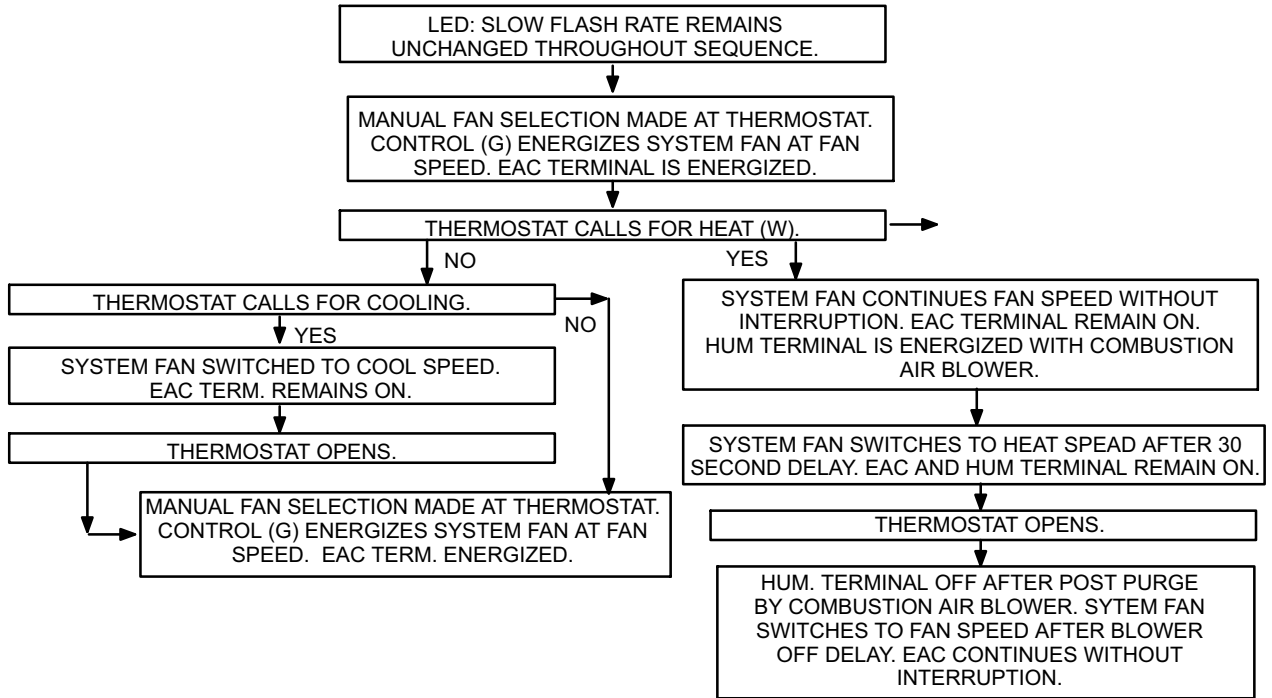 LED: SLOW FLASH RATE REMAINS
UNCHANGED THROUGHOUT SEQUENCE.
MANUAL FAN SELECTION MADE AT THERMOSTAT.
CONTROL (G) ENERGIZES SYSTEM FAN AT FAN
SPEED. EAC TERMINAL IS ENERGIZED.
THERMOSTAT CALLS FOR HEAT (W).
NO
YES
THERMOSTAT CALLS FOR COOLING.
NO
YES
SYSTEM FAN SWITCHED TO COOL SPEED.
EAC TERM. REMAINS ON.
THERMOSTAT OPENS.
MANUAL FAN SELECTION MADE AT THERMOSTAT.
CONTROL (G) ENERGIZES SYSTEM FAN AT FAN
SPEED. EAC TERM. ENERGIZED.
SYSTEM FAN CONTINUES FAN SPEED WITHOUT
INTERRUPTION. EAC TERMINAL REMAIN ON.
HUM TERMINAL IS ENERGIZED WITH COMBUSTION
AIR BLOWER.
SYSTEM FAN SWITCHES TO HEAT SPEAD AFTER 30
SECOND DELAY. EAC AND HUM TERMINAL REMAIN ON.
THERMOSTAT OPENS.
HUM. TERMINAL OFF AFTER POST PURGE
BY COMBUSTION AIR BLOWER. SYTEM FAN
SWITCHES TO FAN SPEED AFTER BLOWER
OFF DELAY. EAC CONTINUES WITHOUT
INTERRUPTION.